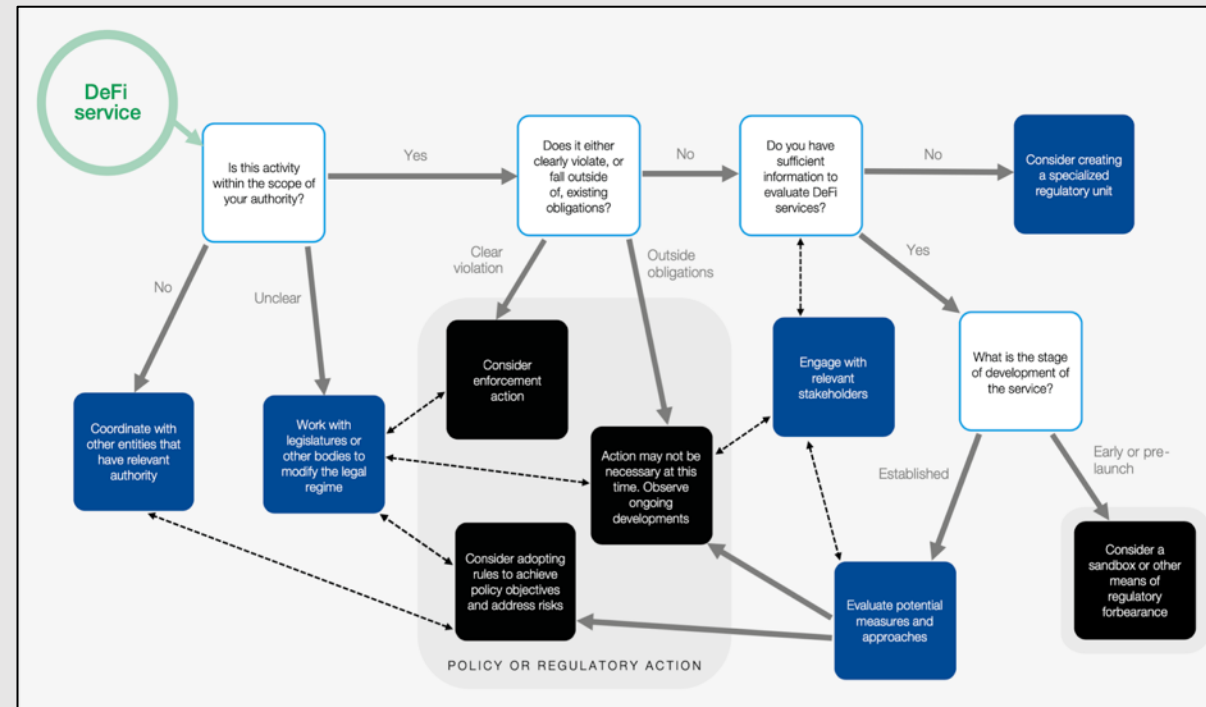 DeFi
service
Is this activity
within the scope of
your authority?
Yes
Does it either
clearly violate, or
fall outside
of, existing
obligations?
No
Do you have
sufficient
information to
evaluate DeFi
services?
No
Consider creating
a specialized
regulatory unit
No
Unclear
Clear
violation
Outside
obligations
Yes
Coordinate with
other entities that
have relevant
authority
Work with
legislatures or
other bodies to
modify the legal
regime
Consider
enforcement
action
Action may not be
necessary at this
time. Observe
ongoing
developments
Engage with
relevant
stakeholders
What is the stage
of development of
the service?
Established
Early or pre-
launch
Consider adopting
rules to achieve
policy objectives
and address risks
Evaluate potential
measures and
approaches
Consider a
sandbox or other
means of
regulatory
forbearance
POLICY OR REGULATORY ACTION